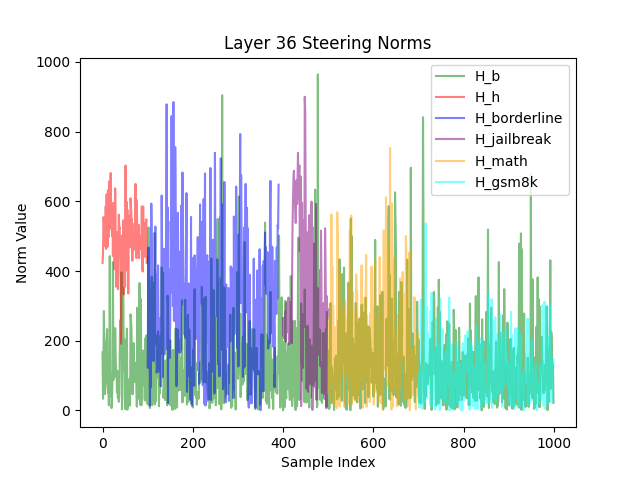 Layer 36 Steering Norms
Norm Value
1000
800
600
400
200
0
H_b
H_h
H_borderline
H_jailbreak
H_math
H_gsm8k
0 200 400 600 800 1000
Sample Index